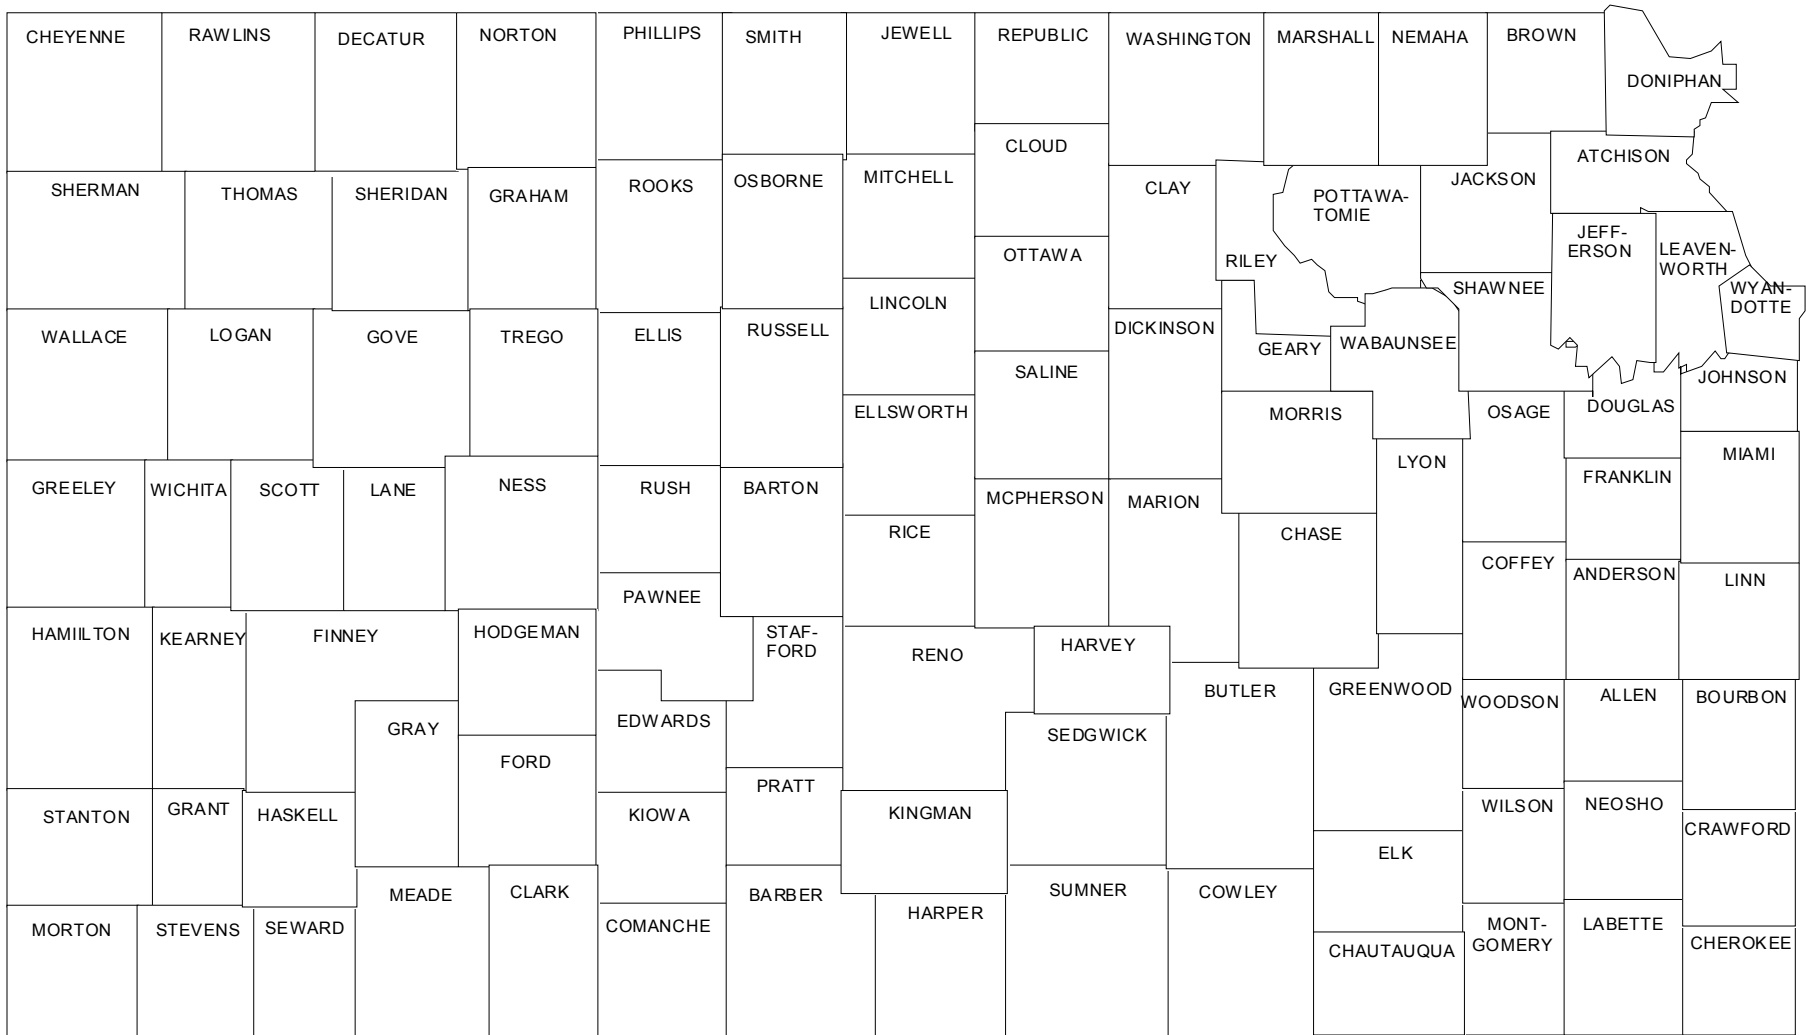 CHEYENNE
RAWLINS
DECATUR
NORTON
PHILLIPS
SMITH
JEWELL
REPUBLIC
WASHINGTON
MARSHALL
NEMAHA
BROWN
DONIPHAN
SHERMAN
THOMAS
SHERIDAN
GRAHAM
ROOKS
OSBORNE
MITCHELL
CLOUD
CLAY
RILEY
POTTAWA-
TOMIE
JACKSON
ATCHISON
OTTAWA
JEFF-
ERSON
LEAVEN-
WORTH
WYAN-
DOTTE
SHAWNEE
WALLACE
LOGAN
GOVE
TREGO
ELLIS
RUSSELL
LINCOLN
DICKINSON
GEARY
WABAUNSEE
SALINE
JOHNSON
ELLSWORTH
MORRIS
OSAGE
DOUGLAS
GREELEY
WICHITA
SCOTT
LANE
NESS
RUSH
BARTON
MCPHERSON
MARION
LYON
FRANKLIN
MIAMI
RICE
CHASE
COFFEY
ANDERSON
LINN
HAMIILTON
KEARNEY
FINNEY
HODGEMAN
PAWNEE
STAF-
FORD
RENO
HARVEY
BUTLER
GREENWOOD
WOODSON
ALLEN
BOURBON
GRAY
EDWARDS
SEDGWICK
FORD
PRATT
STANTON
GRANT
HASKELL
KIOWA
KINGMAN
WILSON
NEOSHO
CRAWFORD
ELK
MEADE
CLARK
BARBER
SUMNER
COWLEY
MORTON
STEVENS
SEWARD
COMANCHE
HARPER
CHAUTAUQUA
MONT-
GOMERY
LABETTE
CHEROKEE